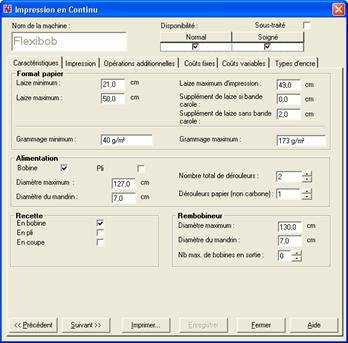 Impression en Continu
Nom de la machine :
Disponibilité :
Sous-traité
Flexibob
Normal
Soigné
Caractéristiques
Impression
Opérations additionnelles
Coûts fixes
Coûts variables
Types d'encre
Format papier
Laize minimum :
21,0
cm
Laize maximum d'impression :
49,0
cm
Laize maximum :
50,0
cm
Supplément de laize si bande carole :
0,0
cm
Supplément de laize sans bande carole :
2,0
cm
Grammage minimum :
40 g/m²
Grammage maximum :
173 g/m²
Alimentation
Bobine
Pli
Nombre total de dérouleurs :
2
Diamètre maximum :
127,0
cm
Diamètre du mandrin :
7,0
cm
Dérouleurs papier (non carbone) :
1
Recette
En bobine
En pli
En coupe
Rembobineur
Diamètre maximum :
130,0
cm
Diamètre du mandrin :
7,0
cm
Nb max. de bobines en sortie :
0
<< Précédent
Suivant >>
Imprimer...
Enregistrer
Fermer
Aide